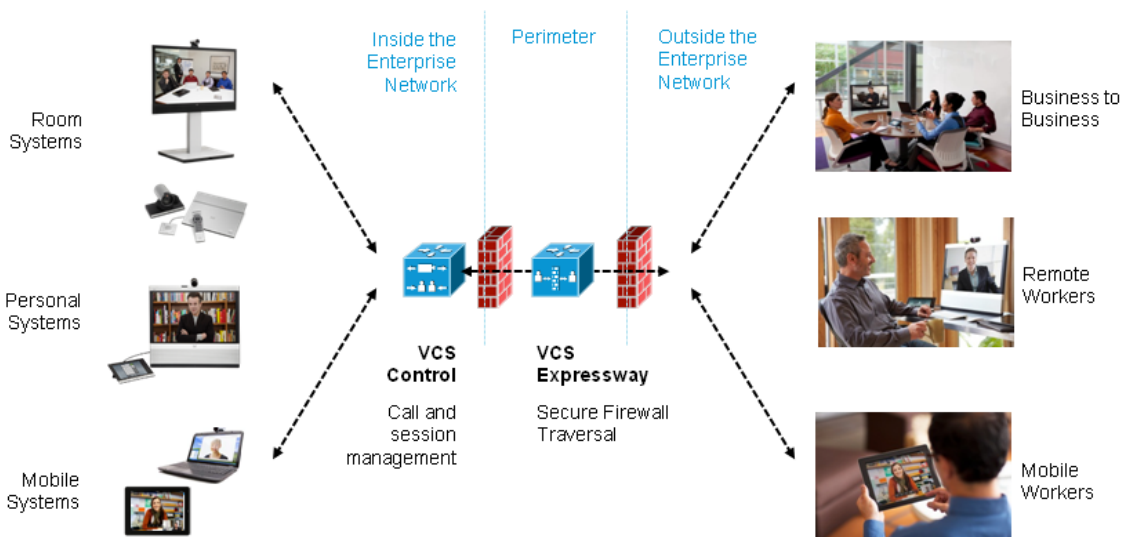 Inside the
Enterprise
Network
Perimeter
Outside the
Enterprise
Network
Room
Systems
Business to
Business
Personal
Systems
Remote
Workers
VCS
Control
VCS
Expressway
Call and
session
management
Secure Firewall
Traversal
Mobile
Systems
Mobile
Workers